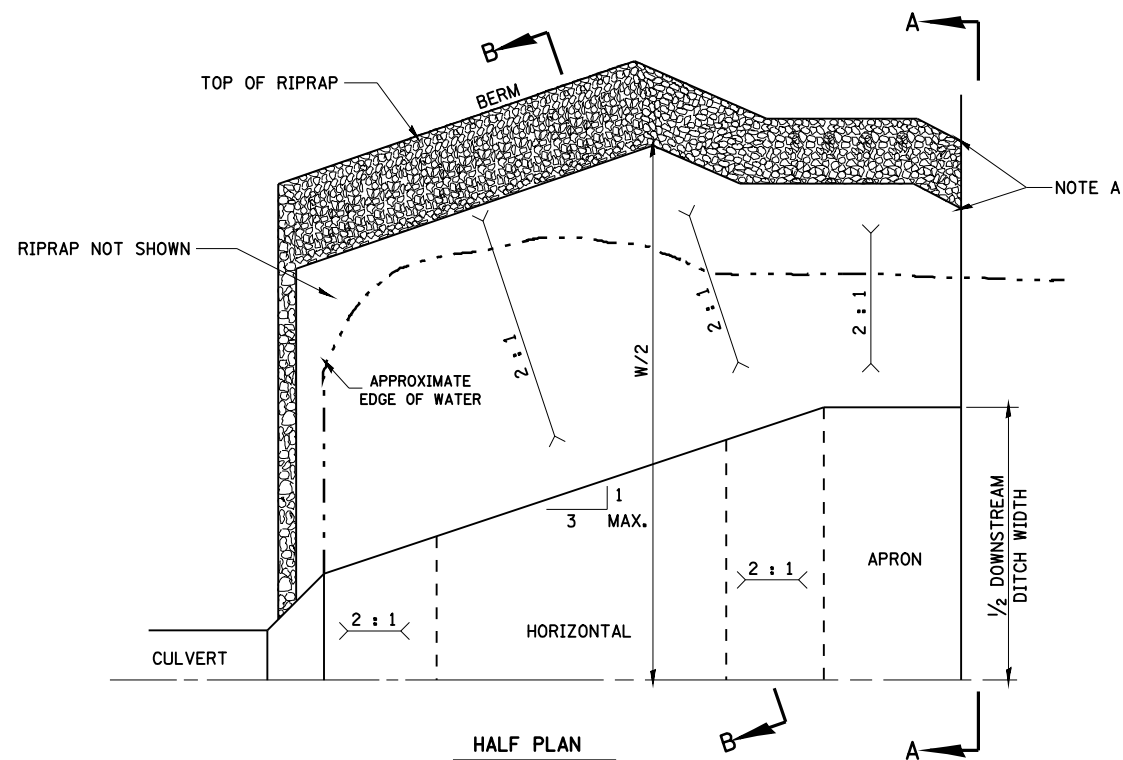 A
B
TOP OF RIPRAP
BERM
NOTE A
RIPRAP NOT SHOWN
2 : 1
2 : 1
2 : 1
W/2
APPROXIMATE
EDGE OF WATER
1
3 MAX.
½ DOWNSTREAM
DITCH WIDTH
APRON
2 : 1
2 : 1
HORIZONTAL
CULVERT
B
A
HALF PLAN